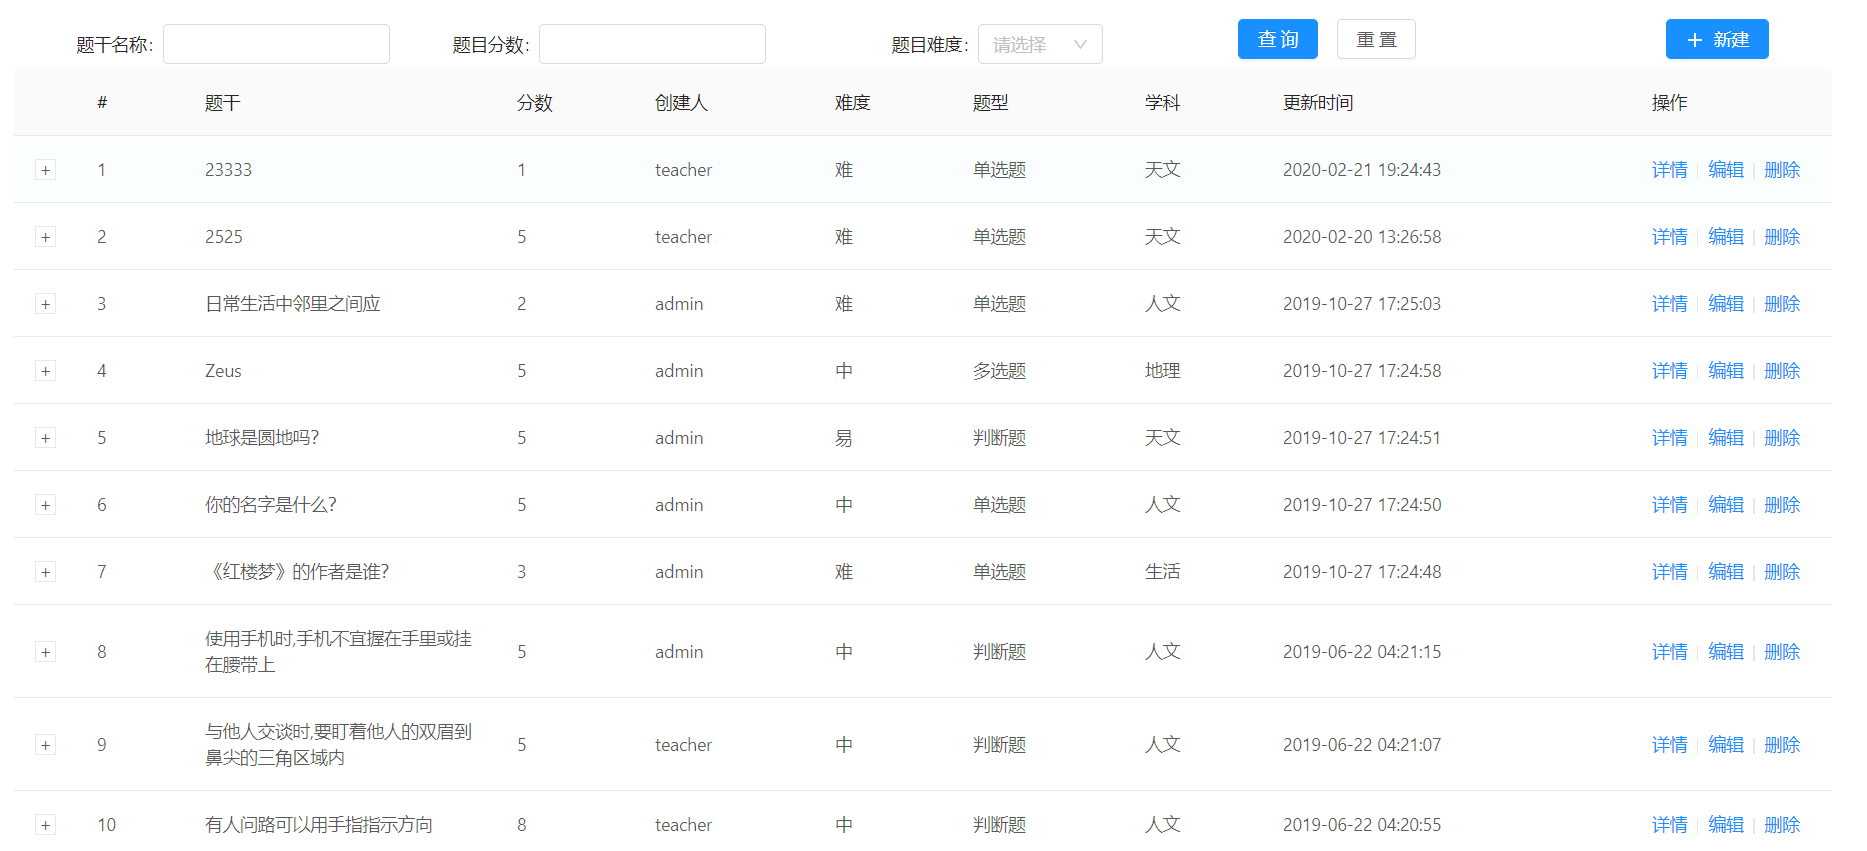 题干名称: 题目分数: 题目难度: 请选择 查 询 重 置 + 新建
# 题干 分数 创建人 难度 题型 学科 更新时间 操作
+ 1 23333 1 teacher 难 单选题 天文 2020-02-21 19:24:43 详情 编辑 删除
+ 2 2525 5 teacher 难 单选题 天文 2020-02-20 13:26:58 详情 编辑 删除
+ 3 日常生活中邻里之间应 2 admin 难 单选题 人文 2019-10-27 17:25:03 详情 编辑 删除
+ 4 Zeus 5 admin 中 多选题 地理 2019-10-27 17:24:58 详情 编辑 删除
+ 5 地球是圆地吗? 5 admin 易 判断题 天文 2019-10-27 17:24:51 详情 编辑 删除
+ 6 你的名字是什么? 5 admin 中 单选题 人文 2019-10-27 17:24:50 详情 编辑 删除
+ 7 《红楼梦》的作者是谁? 3 admin 难 单选题 生活 2019-10-27 17:24:48 详情 编辑 删除
+ 8 使用手机时,手机不宜握在手里或挂 5 admin 中 判断题 人文 2019-06-22 04:21:15 详情 编辑 删除
在腰带上
+ 9 与他人交谈时,要盯着他人的双眉到 5 teacher 中 判断题 人文 2019-06-22 04:21:07 详情 编辑 删除
鼻尖的三角区域内
+ 10 有人问路可以用手指指示方向 8 teacher 中 判断题 人文 2019-06-22 04:20:55 详情 编辑 删除